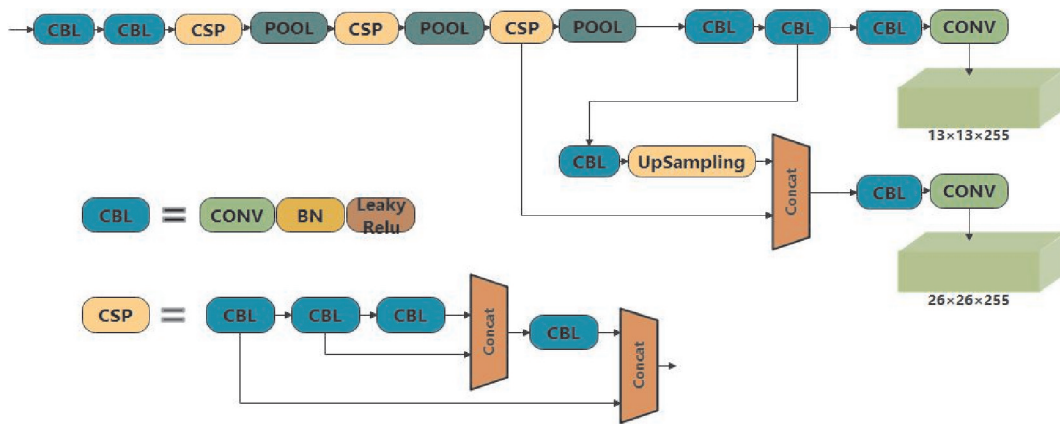 CBL CBL CSP POOL CSP POOL CSP POOL CBL CBL CBL CONV
13×13×255
CBL UpSampling Concat CBL CONV
26×26×255
CBL = CONV BN Leaky
Relu
CSP = CBL CBL CBL Concat CBL Concat